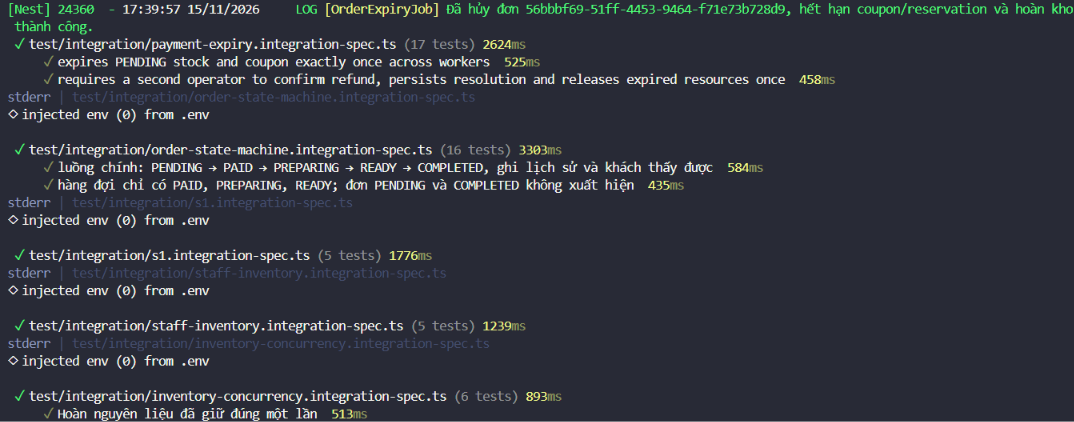 [Nest] 24360  - 17:39:57 15/11/2026     LOG [OrderExpiryJob] Đã hủy đơn 56bbbf69-51ff-4453-9464-f71e73b728d9, hết hạn coupon/reservation và hoàn kho
thành công.
✓ test/integration/payment-expiry.integration-spec.ts (17 tests) 2624ms
✓ expires PENDING stock and coupon exactly once across workers  525ms
✓ requires a second operator to confirm refund, persists resolution and releases expired resources once  458ms
stderr | test/integration/order-state-machine.integration-spec.ts
◇ injected env (0) from .env
✓ test/integration/order-state-machine.integration-spec.ts (16 tests) 3303ms
✓ luồng chính: PENDING → PAID → PREPARING → READY → COMPLETED, ghi lịch sử và khách thấy được  584ms
✓ hàng đợi chỉ có PAID, PREPARING, READY; đơn PENDING và COMPLETED không xuất hiện  435ms
stderr | test/integration/s1.integration-spec.ts
◇ injected env (0) from .env
✓ test/integration/s1.integration-spec.ts (5 tests) 1776ms
stderr | test/integration/staff-inventory.integration-spec.ts
◇ injected env (0) from .env
✓ test/integration/staff-inventory.integration-spec.ts (5 tests) 1239ms
stderr | test/integration/inventory-concurrency.integration-spec.ts
◇ injected env (0) from .env
✓ test/integration/inventory-concurrency.integration-spec.ts (6 tests) 893ms
✓ Hoàn nguyên liệu đã giữ đúng một lần  513ms